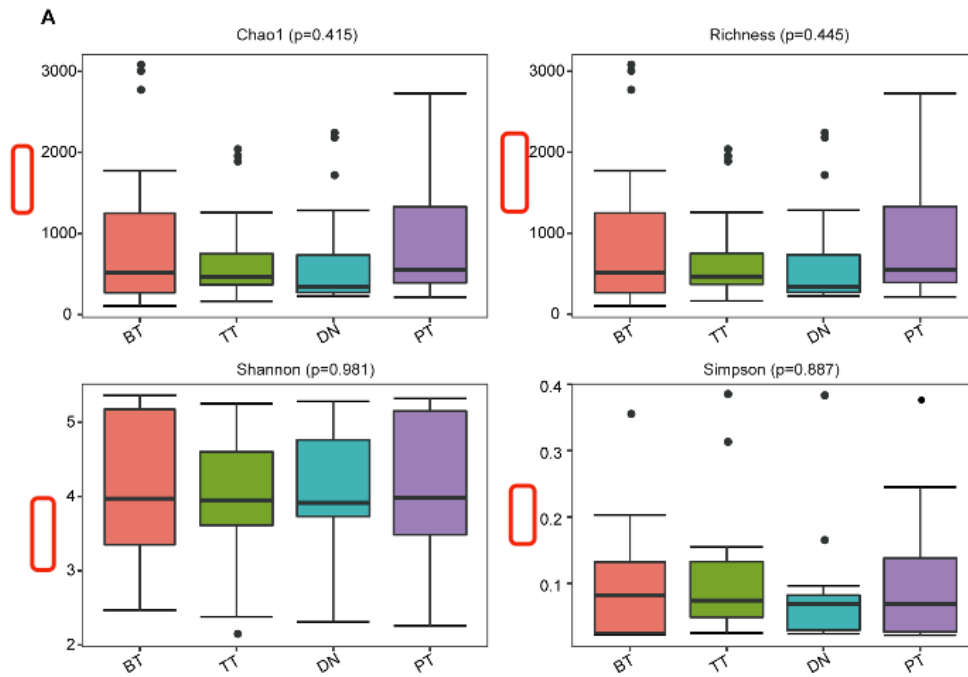 A
Chao1 (p=0.415)
3000
2000
1000
0
BT TT DN PT
Richness (p=0.445)
3000
2000
1000
0
BT TT DN PT
Shannon (p=0.981)
5
4
3
2
BT TT DN PT
Simpson (p=0.887)
0.4
0.3
0.2
0.1
BT TT DN PT